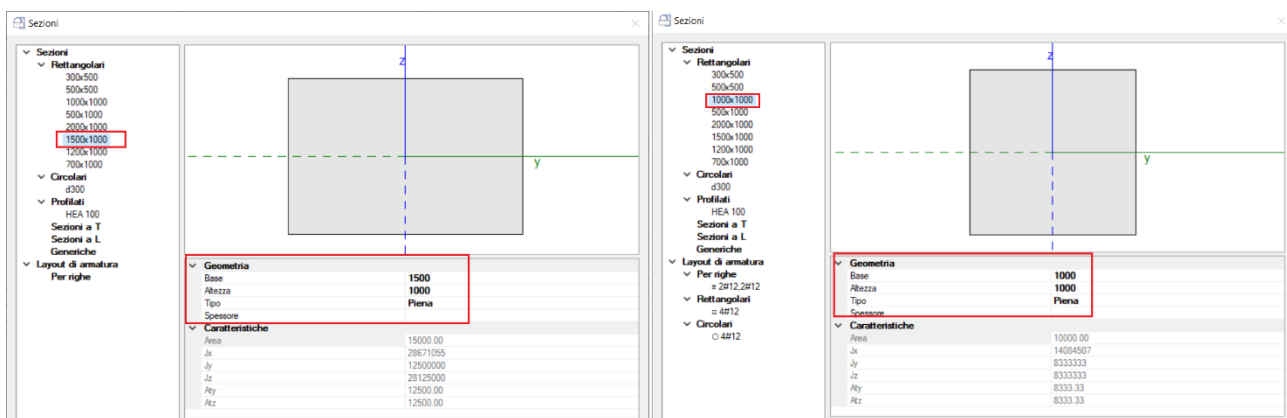 Sezioni
Sezioni
Rettangolari
300x500
500x500
1000x1000
500x1000
2000x1000
1500x1000
1200x1000
700x1000
Circolari
d300
Profilati
HEA 100
Sezioni a T
Sezioni a L
Generiche
Layout di armatura
Per righe
z
y
Geometria
Base 1500
Altezza 1000
Tipo Piena
Spessore
Caratteristiche
Area 15000.00
Jx 28671055
Jy 12500000
Jz 28125000
Aty 12500.00
Atz 12500.00
Sezioni
Sezioni
Rettangolari
300x500
500x500
1000x1000
500x1000
2000x1000
1500x1000
1200x1000
700x1000
Circolari
d300
Profilati
HEA 100
Sezioni a T
Sezioni a L
Generiche
Layout di armatura
Per righe
2#12,2#12
Rettangolari
4#12
Circolari
4#12
z
y
Geometria
Base 1000
Altezza 1000
Tipo Piena
Spessore
Caratteristiche
Area 10000.00
Jx 14084507
Jy 8333333
Jz 8333333
Aty 8333.33
Atz 8333.33